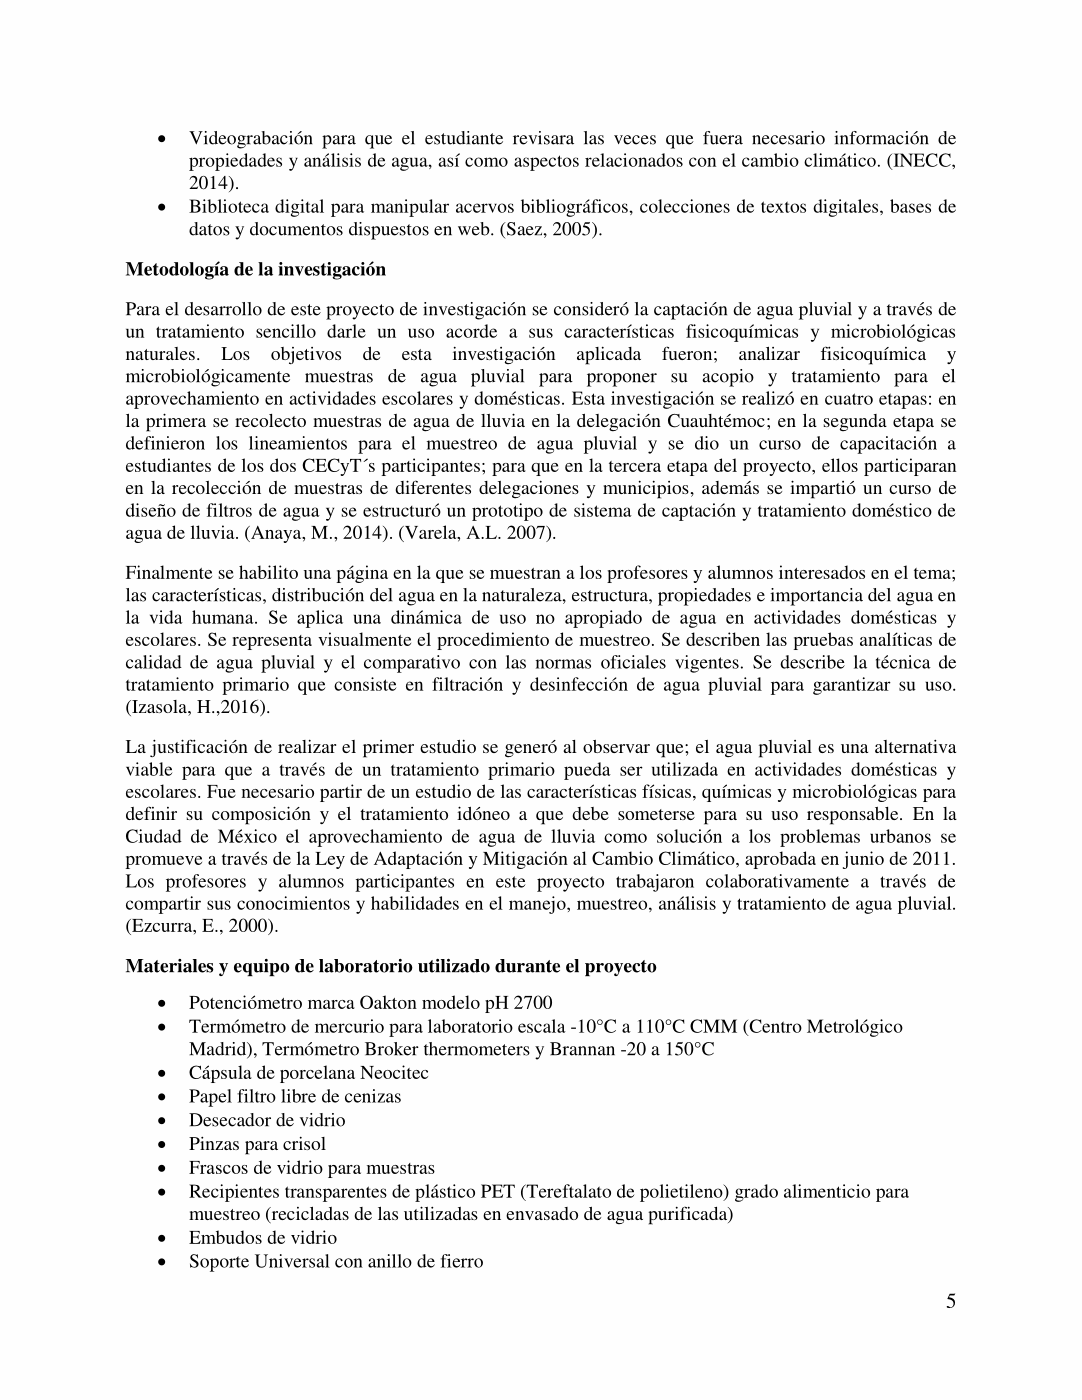 • Videograbación para que el estudiante revisara las veces que fuera necesario información de
propiedades y análisis de agua, así como aspectos relacionados con el cambio climático. (INECC,
2014).
• Biblioteca digital para manipular acervos bibliográficos, colecciones de textos digitales, bases de
datos y documentos dispuestos en web. (Saez, 2005).
Metodología de la investigación
Para el desarrollo de este proyecto de investigación se consideró la captación de agua pluvial y a través de
un tratamiento sencillo darle un uso acorde a sus características fisicoquímicas y microbiológicas
naturales. Los objetivos de esta investigación aplicada fueron; analizar fisicoquímica y
microbiológicamente muestras de agua pluvial para proponer su acopio y tratamiento para el
aprovechamiento en actividades escolares y domésticas. Esta investigación se realizó en cuatro etapas: en
la primera se recolecto muestras de agua de lluvia en la delegación Cuauhtémoc; en la segunda etapa se
definieron los lineamientos para el muestreo de agua pluvial y se dio un curso de capacitación a
estudiantes de los dos CECyT´s participantes; para que en la tercera etapa del proyecto, ellos participaran
en la recolección de muestras de diferentes delegaciones y municipios, además se impartió un curso de
diseño de filtros de agua y se estructuró un prototipo de sistema de captación y tratamiento doméstico de
agua de lluvia. (Anaya, M., 2014). (Varela, A.L. 2007).
Finalmente se habilito una página en la que se muestran a los profesores y alumnos interesados en el tema;
las características, distribución del agua en la naturaleza, estructura, propiedades e importancia del agua en
la vida humana. Se aplica una dinámica de uso no apropiado de agua en actividades domésticas y
escolares. Se representa visualmente el procedimiento de muestreo. Se describen las pruebas analíticas de
calidad de agua pluvial y el comparativo con las normas oficiales vigentes. Se describe la técnica de
tratamiento primario que consiste en filtración y desinfección de agua pluvial para garantizar su uso.
(Izasola, H.,2016).
La justificación de realizar el primer estudio se generó al observar que; el agua pluvial es una alternativa
viable para que a través de un tratamiento primario pueda ser utilizada en actividades domésticas y
escolares. Fue necesario partir de un estudio de las características físicas, químicas y microbiológicas para
definir su composición y el tratamiento idóneo a que debe someterse para su uso responsable. En la
Ciudad de México el aprovechamiento de agua de lluvia como solución a los problemas urbanos se
promueve a través de la Ley de Adaptación y Mitigación al Cambio Climático, aprobada en junio de 2011.
Los profesores y alumnos participantes en este proyecto trabajaron colaborativamente a través de
compartir sus conocimientos y habilidades en el manejo, muestreo, análisis y tratamiento de agua pluvial.
(Ezcurra, E., 2000).
Materiales y equipo de laboratorio utilizado durante el proyecto
• Potenciómetro marca Oakton modelo pH 2700
• Termómetro de mercurio para laboratorio escala -10°C a 110°C CMM (Centro Metrológico
Madrid), Termómetro Broker thermometers y Brannan -20 a 150°C
• Cápsula de porcelana Neocitec
• Papel filtro libre de cenizas
• Desecador de vidrio
• Pinzas para crisol
• Frascos de vidrio para muestras
• Recipientes transparentes de plástico PET (Tereftalato de polietileno) grado alimenticio para
muestreo (recicladas de las utilizadas en envasado de agua purificada)
• Embudos de vidrio
• Soporte Universal con anillo de fierro
5